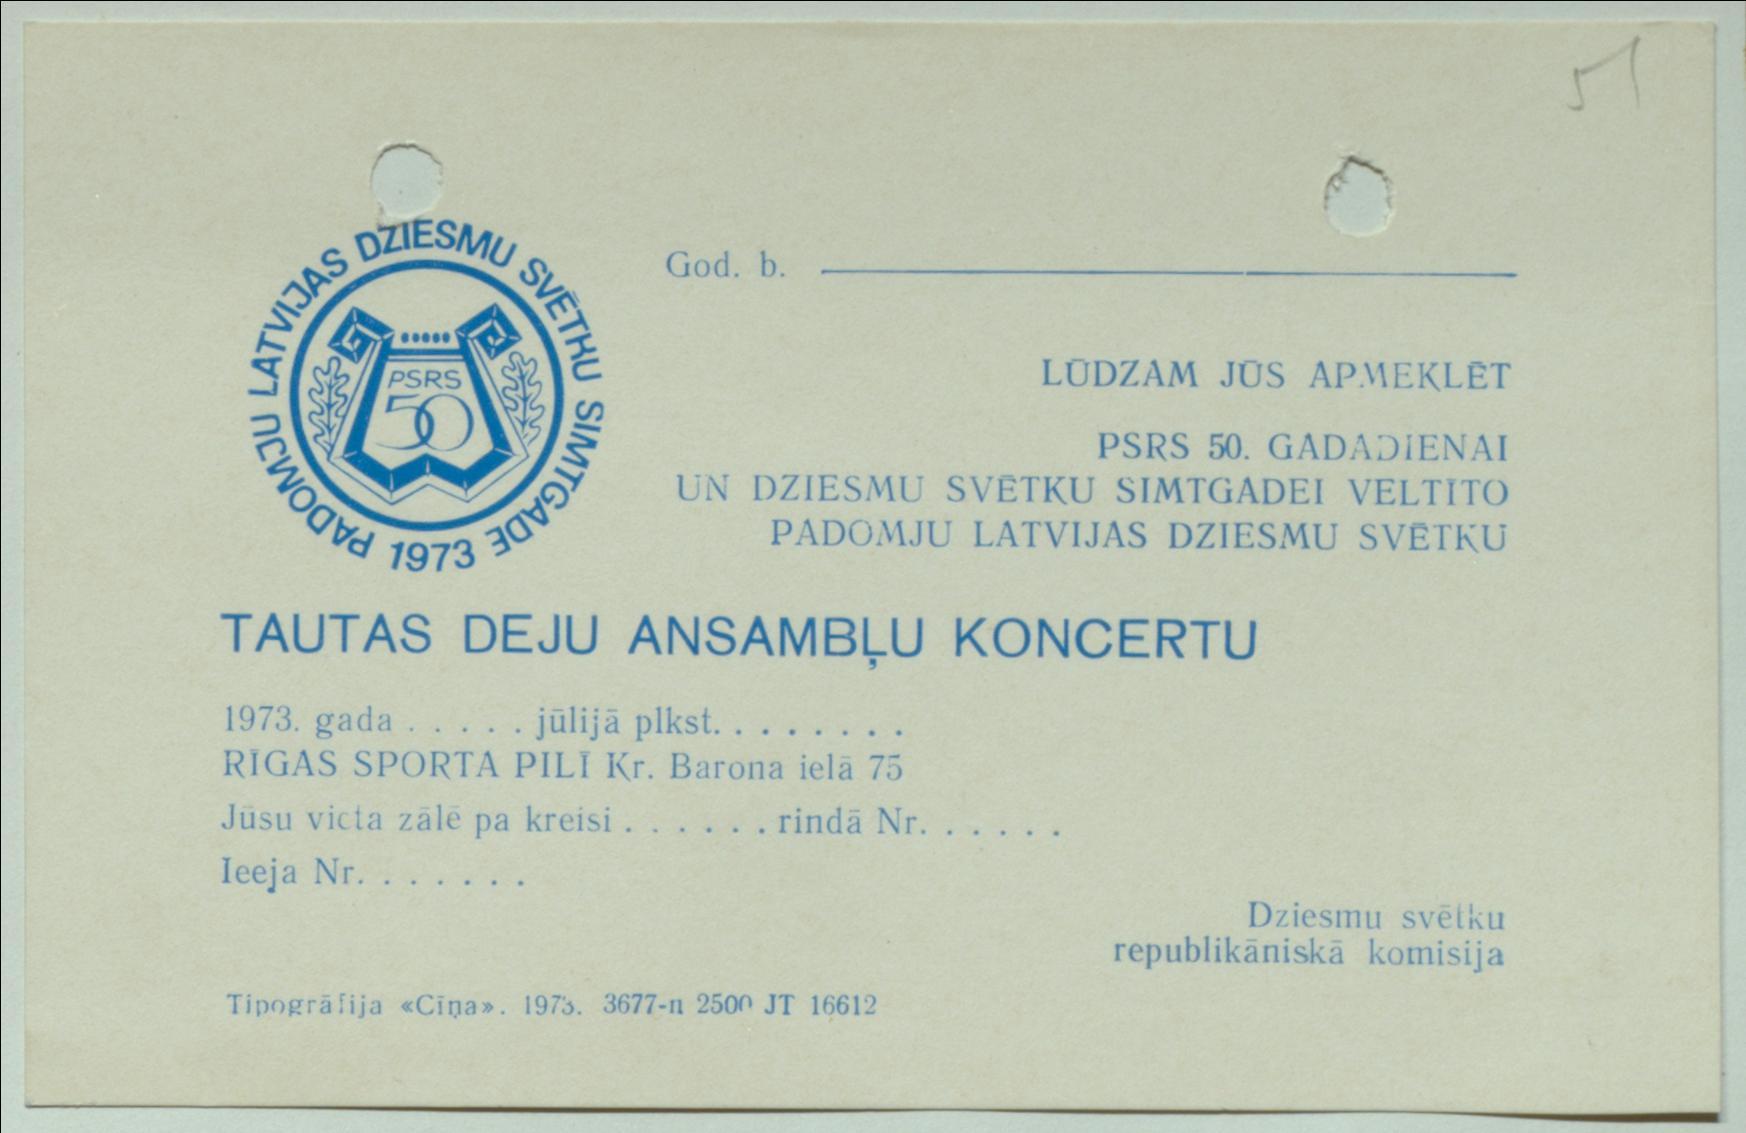 51
PADOMJU LATVIJAS DZIESMU SVĒTKU SIMTGADE 1973
PSRS
50
God. b.
LŪDZAM JŪS APMEKLĒT
PSRS 50. GADADIENAI
UN DZIESMU SVĒTKU SIMTGADEI VELTĪTO
PADOMJU LATVIJAS DZIESMU SVĒTKU
TAUTAS DEJU ANSAMBĻU KONCERTU
1973. gada . . . . . jūlijā plkst. . . . . . . .
RĪGAS SPORTA PILĪ Kr. Barona ielā 75
Jūsu vieta zālē pa kreisi . . . . . . rindā Nr. . . . . .
Ieeja Nr. . . . . . .
Dziesmu svētku
republikāniskā komisija
Tipogrāfija «Cīņa». 1973. 3677-n 2500 JT 16612